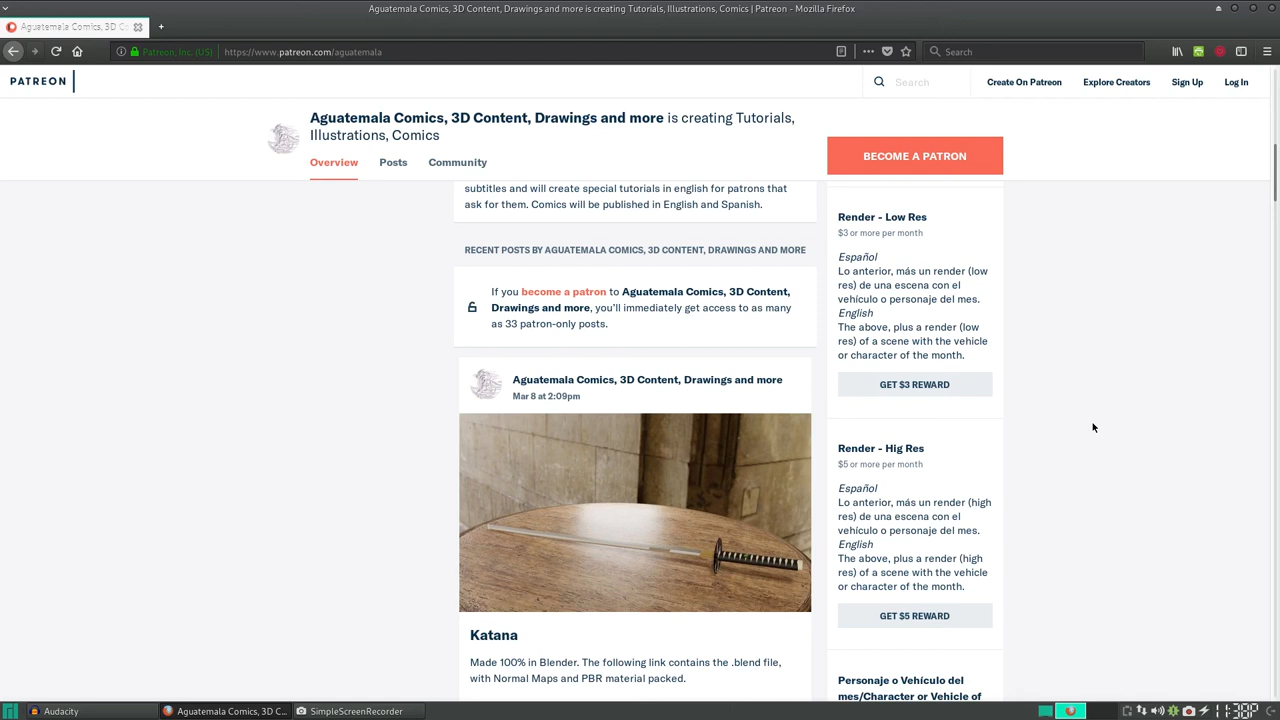 Aguatemala Comics, 3D Content, Drawings and more is creating Tutorials, Illustrations, Comics | Patreon - Mozilla Firefox
Aguatemala Comics, 3D Co
Patreon, Inc. (US)
https://www.patreon.com/aguatemala
Search
PATREON
Search
Create On Patreon
Explore Creators
Sign Up
Log In
Aguatemala Comics, 3D Content, Drawings and more is creating Tutorials,
Illustrations, Comics
Overview
Posts
Community
BECOME A PATRON
subtitles and will create special tutorials in english for patrons that
ask for them. Comics will be published in English and Spanish.
RECENT POSTS BY AGUATEMALA COMICS, 3D CONTENT, DRAWINGS AND MORE
If you become a patron to Aguatemala Comics, 3D Content,
Drawings and more, you'll immediately get access to as many
as 33 patron-only posts.
Aguatemala Comics, 3D Content, Drawings and more
Mar 8 at 2:09pm
Katana
Made 100% in Blender. The following link contains the .blend file,
with Normal Maps and PBR material packed.
Render - Low Res
$3 or more per month
Español
Lo anterior, más un render (low
res) de una escena con el
vehículo o personaje del mes.
English
The above, plus a render (low
res) of a scene with the vehicle
or character of the month.
GET $3 REWARD
Render - Hig Res
$5 or more per month
Español
Lo anterior, más un render (high
res) de una escena con el
vehículo o personaje del mes.
English
The above, plus a render (high
res) of a scene with the vehicle
or character of the month.
GET $5 REWARD
Personaje o Vehículo del
mes/Character or Vehicle of
Audacity
Aguatemala Comics, 3D C...
SimpleScreenRecorder